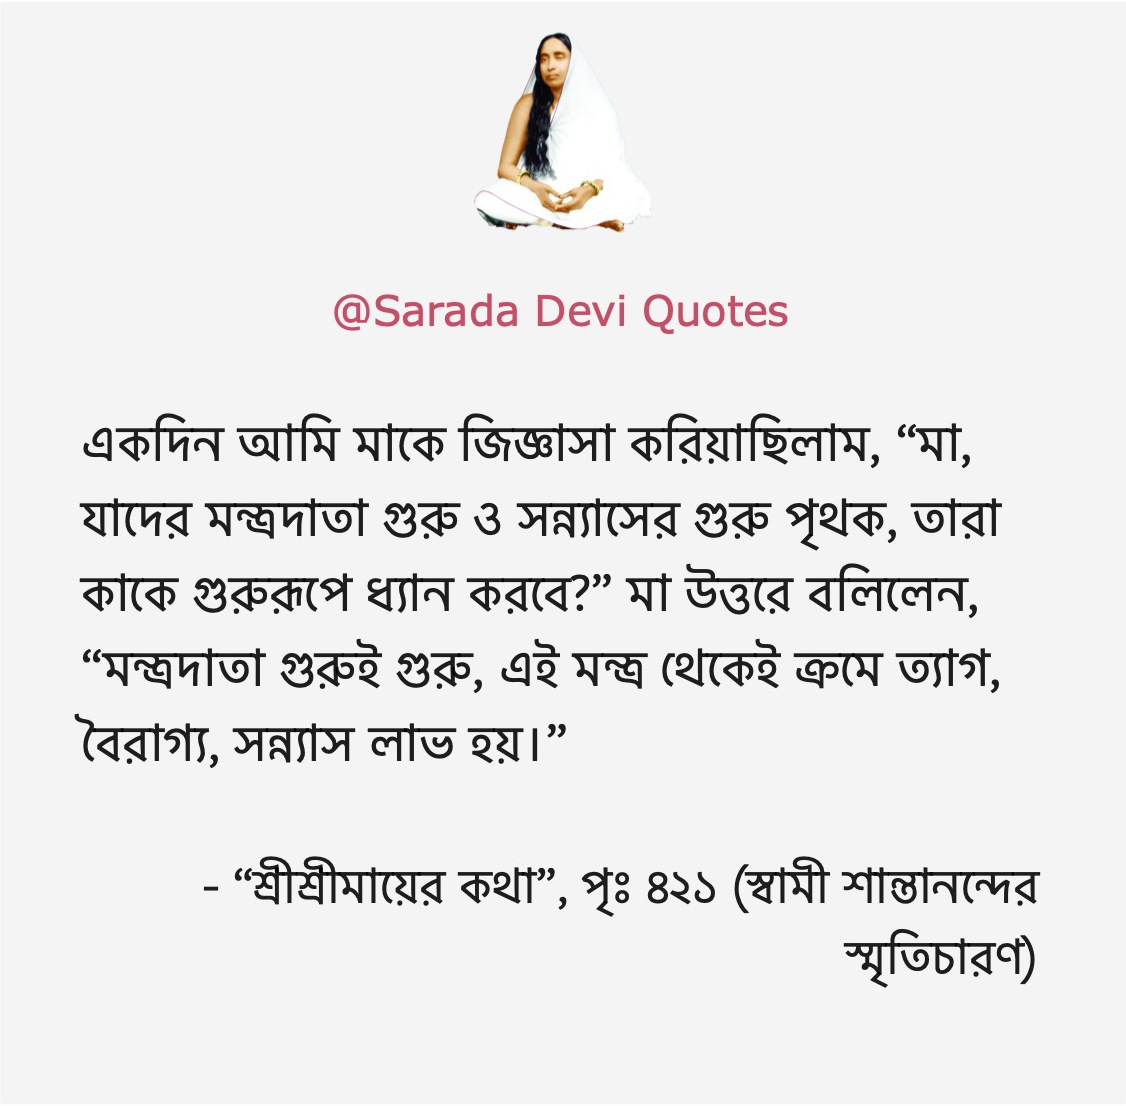 @Sarada Devi Quotes
একদিন আমি মাকে জিজ্ঞাসা করিয়াছিলাম, “মা,
যাদের মন্ত্রদাতা গুরু ও সন্ন্যাসের গুরু পৃথক, তারা
কাকে গুরুরূপে ধ্যান করবে?” মা উত্তরে বলিলেন,
“মন্ত্রদাতা গুরুই গুরু, এই মন্ত্র থেকেই ক্রমে ত্যাগ,
বৈরাগ্য, সন্ন্যাস লাভ হয়।”
- “শ্রীশ্রীমায়ের কথা”, পৃঃ ৪২১ (স্বামী শান্তানন্দের
স্মৃতিচারণ)